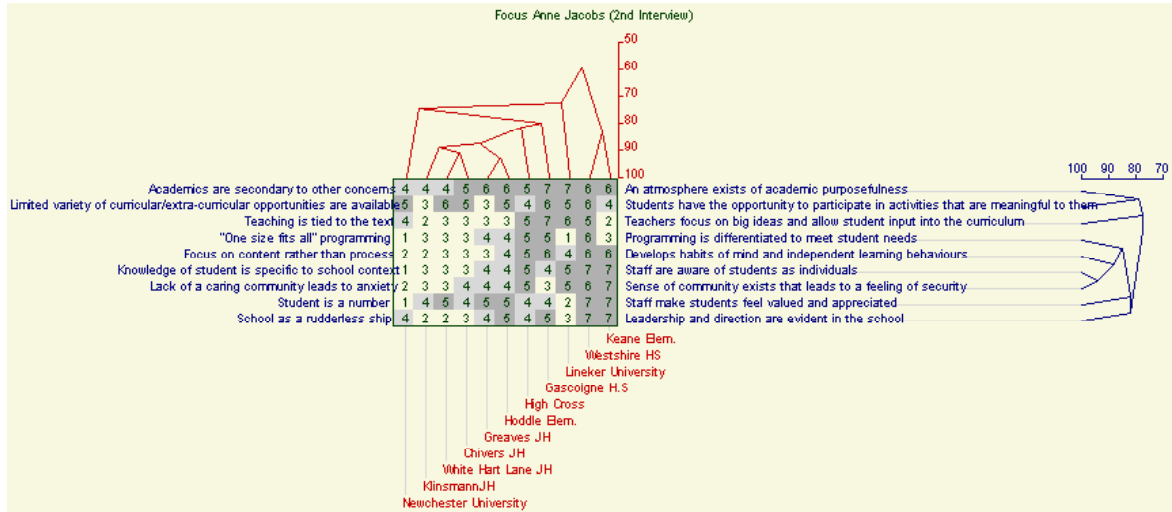 Focus Anne Jacobs (2nd Interview)
50
60
70
80
90
100
100 90 80 70
Academics are secondary to other concerns 4 4 4 5 6 6 5 7 7 6 6 An atmosphere exists of academic purposefulness
Limited variety of curricular/extra-curricular opportunities are available 5 3 6 5 3 5 4 6 5 6 4 Students have the opportunity to participate in activities that are meaningful to them
Teaching is tied to the text 4 2 3 3 3 3 5 7 6 5 2 Teachers focus on big ideas and allow student input into the curriculum
"One size fits all" programming 1 3 3 3 4 4 5 5 1 6 3 Programming is differentiated to meet student needs
Focus on content rather than process 2 2 3 3 3 4 5 6 4 6 6 Develops habits of mind and independent learning behaviours
Knowledge of student is specific to school context 1 3 3 3 4 4 5 4 5 7 7 Staff are aware of students as individuals
Lack of a caring community leads to anxiety 2 3 3 4 4 4 5 3 5 6 7 Sense of community exists that leads to a feeling of security
Student is a number 1 4 5 4 5 5 4 4 2 7 7 Staff make students feel valued and appreciated
School as a rudderless ship 4 2 2 3 4 5 4 5 3 7 7 Leadership and direction are evident in the school
Keane Elem.
Westshire HS
Lineker University
Gascoigne H.S
High Cross
Hoddle Elem.
Greaves JH
Chivers JH
White Hart Lane JH
KlinsmannJH
Newchester University